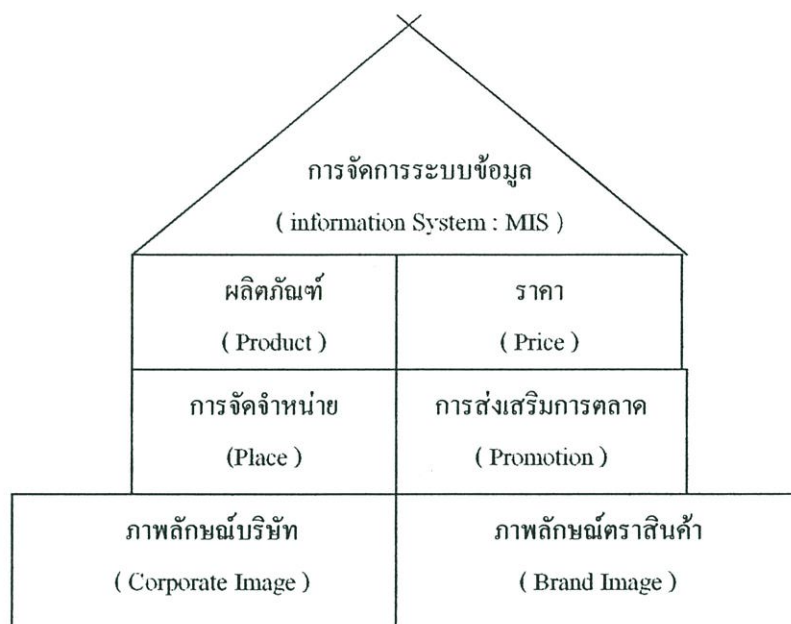 การจัดการระบบข้อมูล
( information System : MIS )
ผลิตภัณฑ์
ราคา
( Product )
( Price )
การจัดจำหน่าย
การส่งเสริมการตลาด
(Place )
( Promotion )
ภาพลักษณ์บริษัท
ภาพลักษณ์ตราสินค้า
( Corporate Image )
( Brand Image )